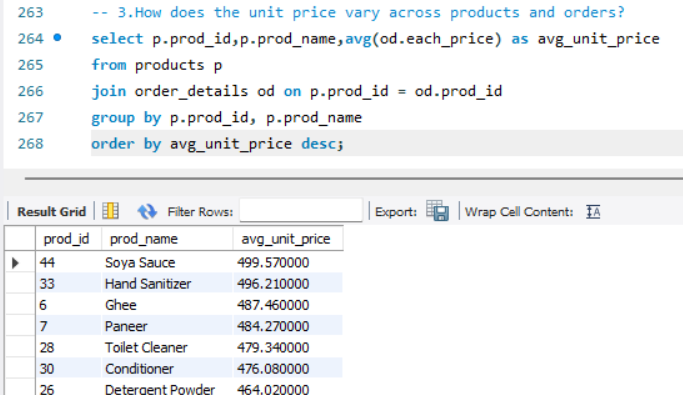 263 -- 3.How does the unit price vary across products and orders?
264 select p.prod_id,p.prod_name,avg(od.each_price) as avg_unit_price
265 from products p
266 join order_details od on p.prod_id = od.prod_id
267 group by p.prod_id, p.prod_name
268 order by avg_unit_price desc;
Result Grid Filter Rows: Export: Wrap Cell Content: IA
prod_id prod_name avg_unit_price
44 Soya Sauce 499.570000
33 Hand Sanitizer 496.210000
6 Ghee 487.460000
7 Paneer 484.270000
28 Toilet Cleaner 479.340000
30 Conditioner 476.080000
26 Detergent Powder 464.020000